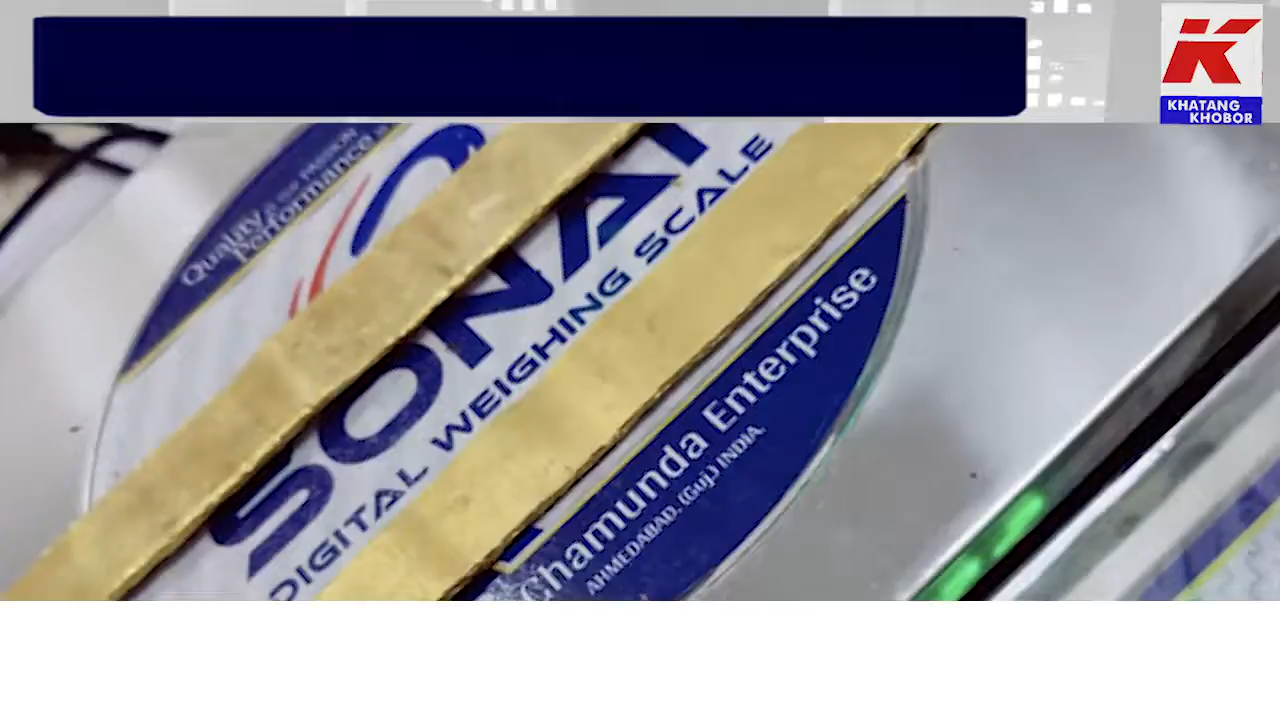 KHATANG
KHOBOR
Quality
Performance
SONAI
DIGITAL WEIGHING SCALE
Chamunda Enterprise
AHMEDABAD. (Guj.) INDIA.